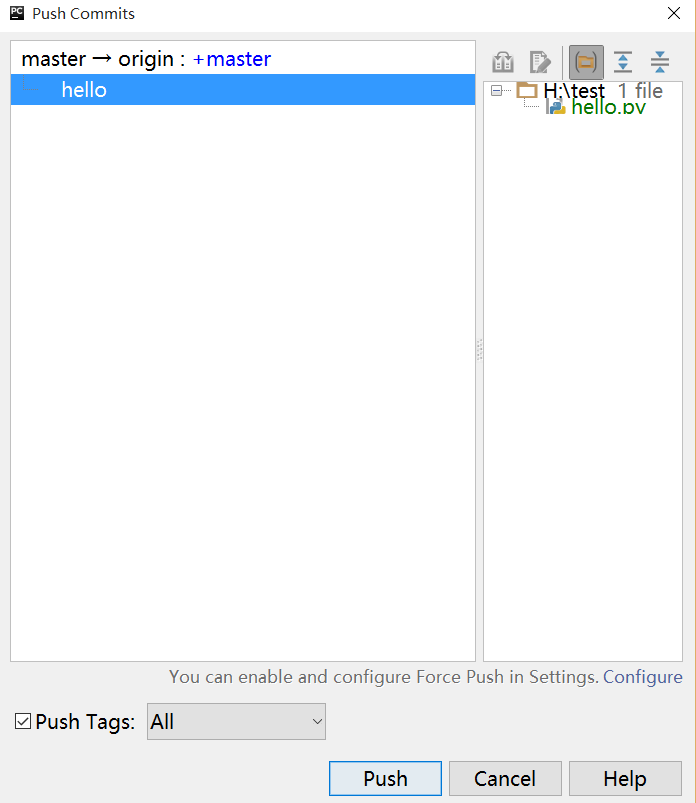 PC Push Commits
master → origin : +master
hello
H:\test 1 file
hello.py
You can enable and configure Force Push in Settings. Configure
Push Tags: All
Push Cancel Help